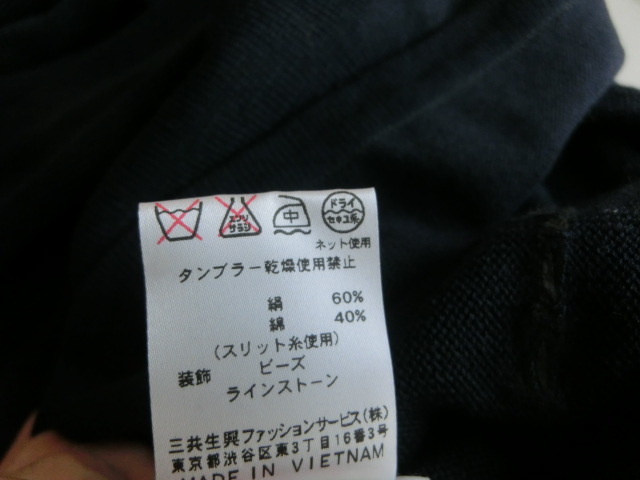 エンソ
サラシ
中
ドライ
セキユ系
ネット使用
タンブラー乾燥使用禁止
絹 60%
綿 40%
（スリット糸使用）
装飾 ビーズ
ラインストーン
三共生興ファッションサービス（株）
東京都渋谷区東3丁目16番3号
MADE IN VIETNAM